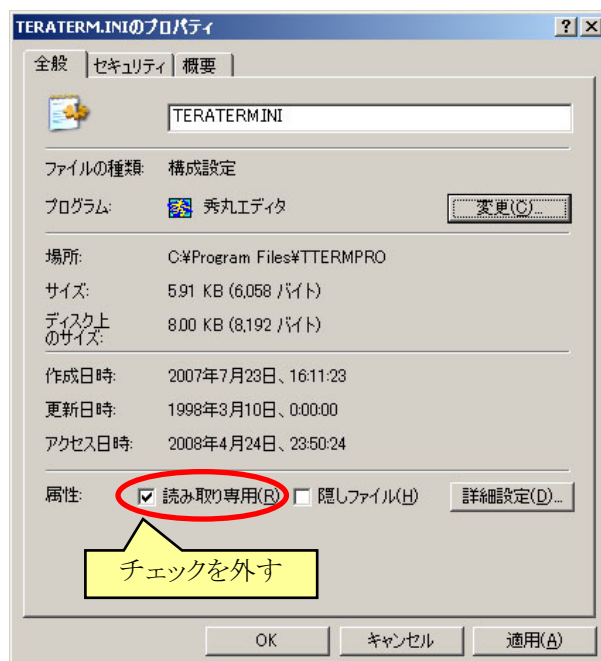 TERATERM.INIのプロパティ
? ×
全般 セキュリティ 概要
TERATERM.INI
ファイルの種類: 構成設定
プログラム: 秀丸エディタ 変更(C)...
場所: C:¥Program Files¥TTERMPRO
サイズ: 5.91 KB (6,058 バイト)
ディスク上
のサイズ: 8.00 KB (8,192 バイト)
作成日時: 2007年7月23日、16:11:23
更新日時: 1998年3月10日、0:00:00
アクセス日時: 2008年4月24日、23:50:24
属性: 読み取り専用(R) 隠しファイル(H) 詳細設定(D)...
チェックを外す
OK キャンセル 適用(A)